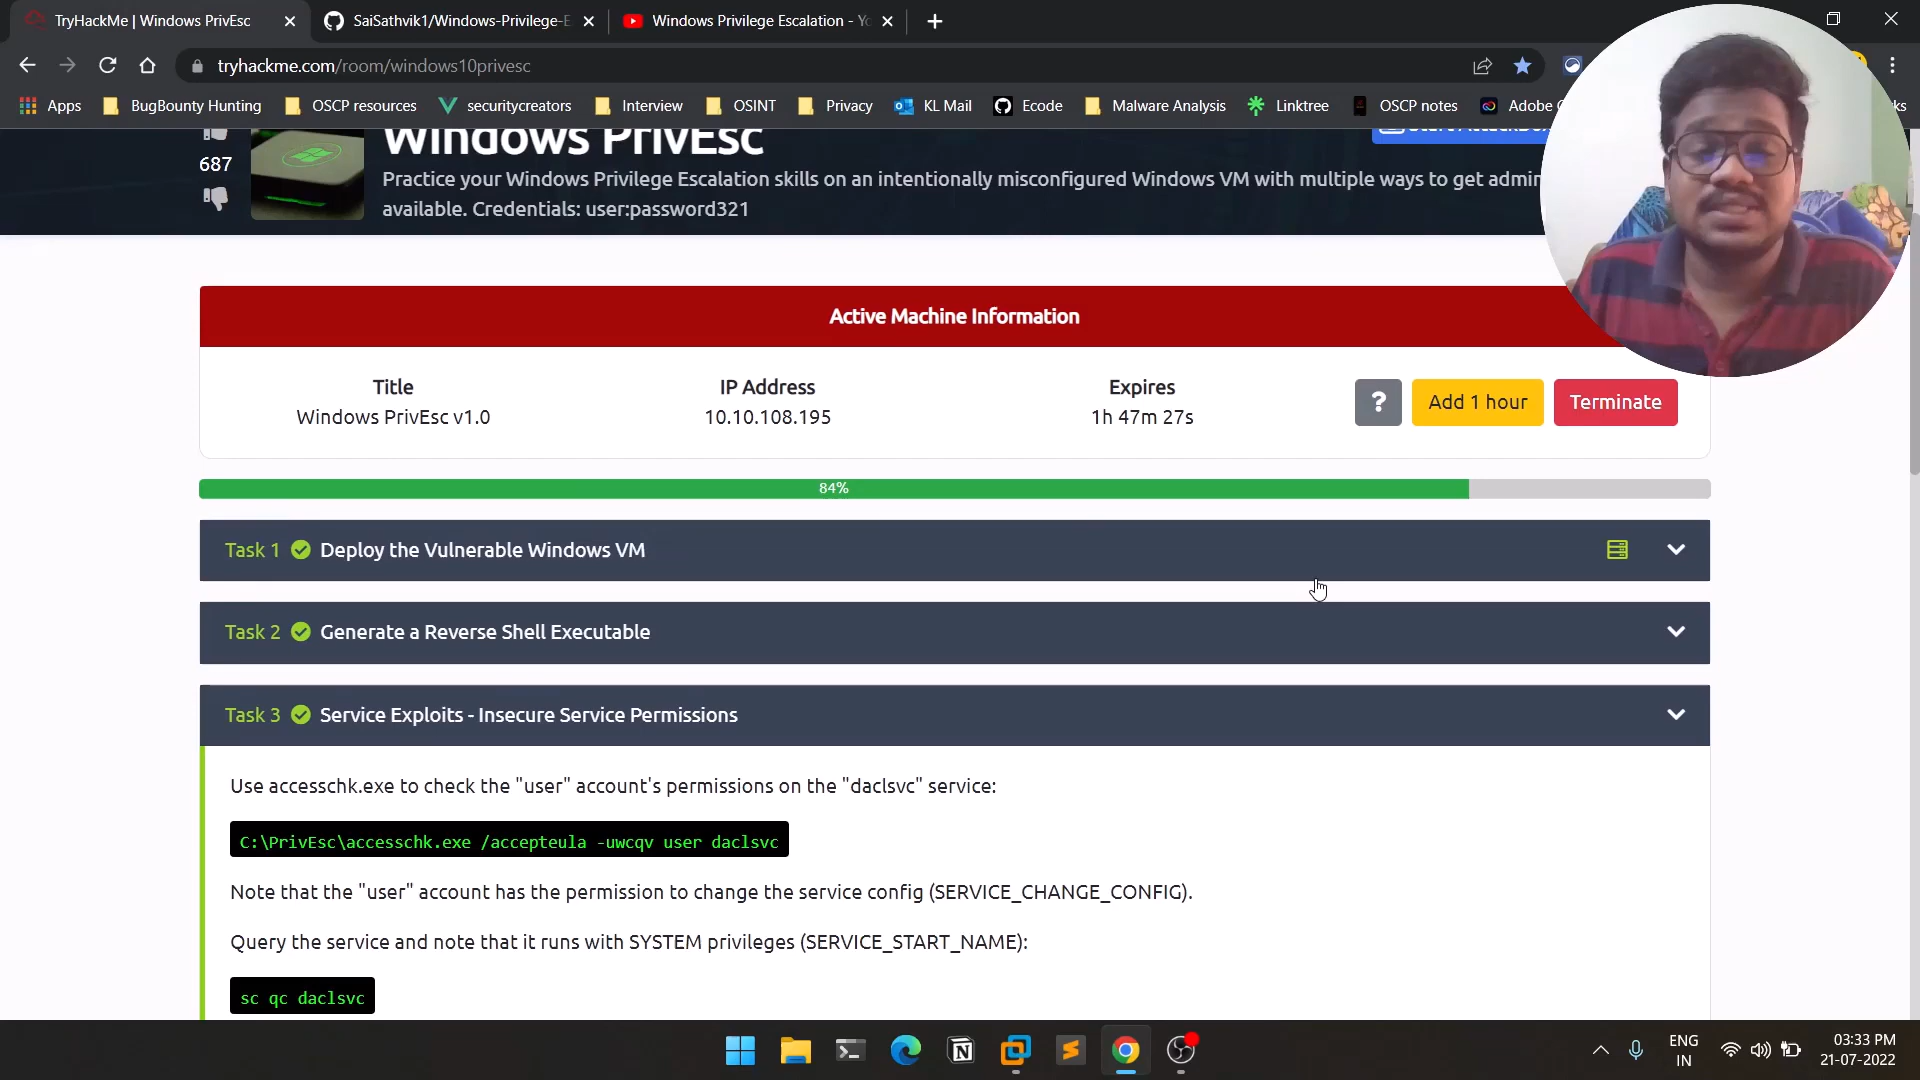 TryHackMe | Windows PrivEsc
SaiSathvik1/Windows-Privilege-E
Windows Privilege Escalation - Yo
tryhackme.com/room/windows10privesc
Apps
BugBounty Hunting
OSCP resources
securitycreators
Interview
OSINT
Privacy
KL Mail
Ecode
Malware Analysis
Linktree
OSCP notes
Adobe
687
Windows PrivEsc
Practice your Windows Privilege Escalation skills on an intentionally misconfigured Windows VM with multiple ways to get admin
available. Credentials: user:password321
Active Machine Information
Title
IP Address
Expires
Windows PrivEsc v1.0
10.10.108.195
1h 47m 27s
?
Add 1 hour
Terminate
84%
Task 1 Deploy the Vulnerable Windows VM
Task 2 Generate a Reverse Shell Executable
Task 3 Service Exploits - Insecure Service Permissions
Use accesschk.exe to check the "user" account's permissions on the "daclsvc" service:
C:\PrivEsc\accesschk.exe /accepteula -uwcqv user daclsvc
Note that the "user" account has the permission to change the service config (SERVICE_CHANGE_CONFIG).
Query the service and note that it runs with SYSTEM privileges (SERVICE_START_NAME):
sc qc daclsvc
ENG
IN
03:33 PM
21-07-2022